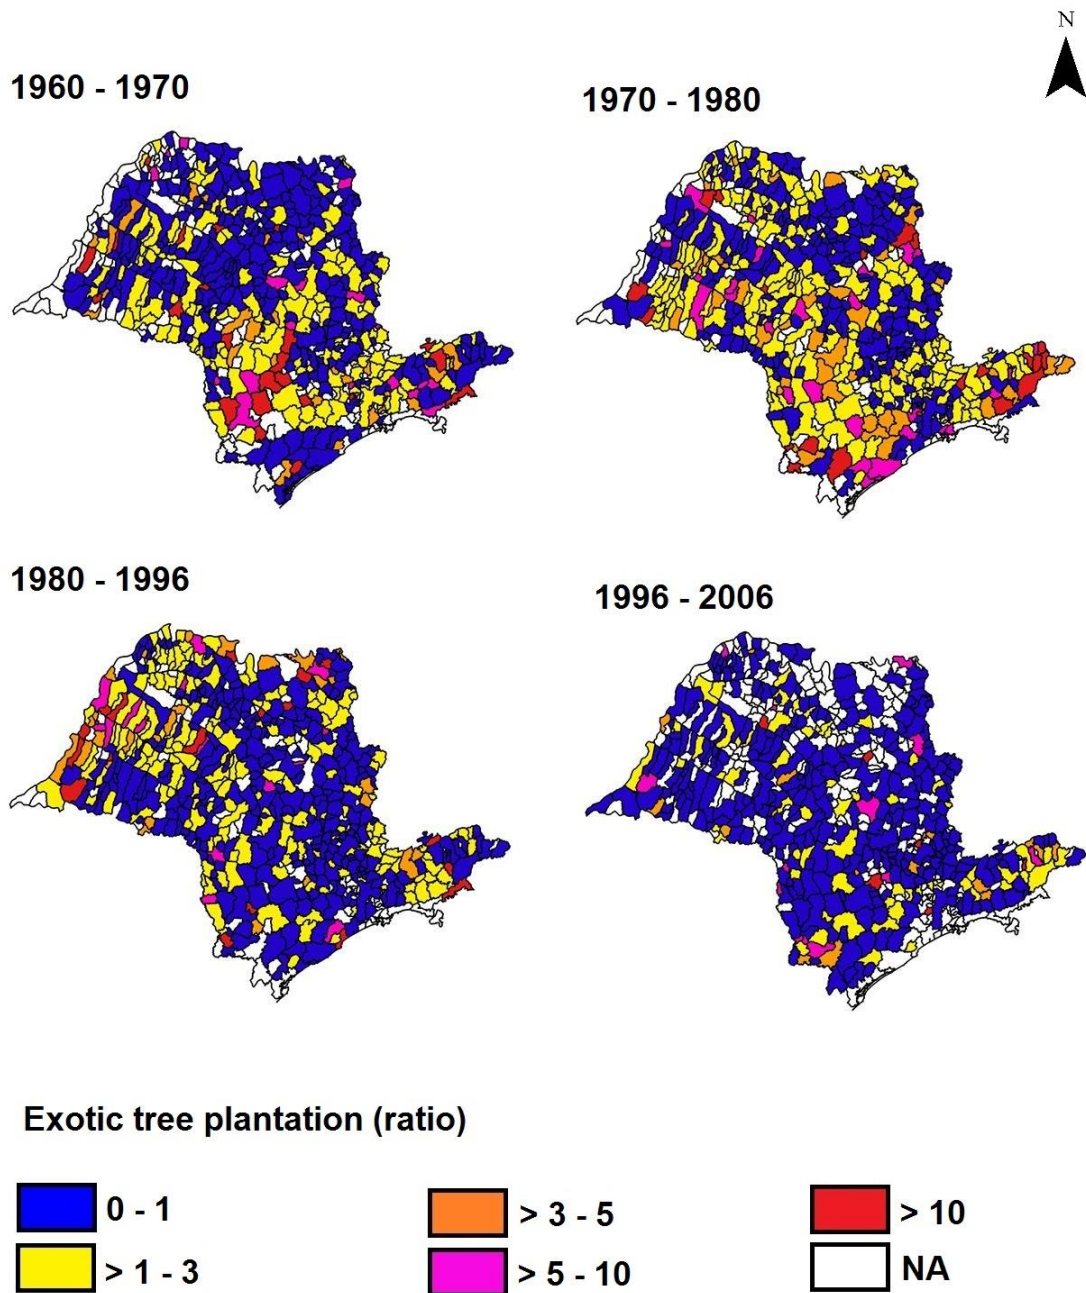 N
1960 - 1970
1970 - 1980
1980 - 1996
1996 - 2006
Exotic tree plantation (ratio)
0 - 1
> 3 - 5
> 10
> 1 - 3
> 5 - 10
NA